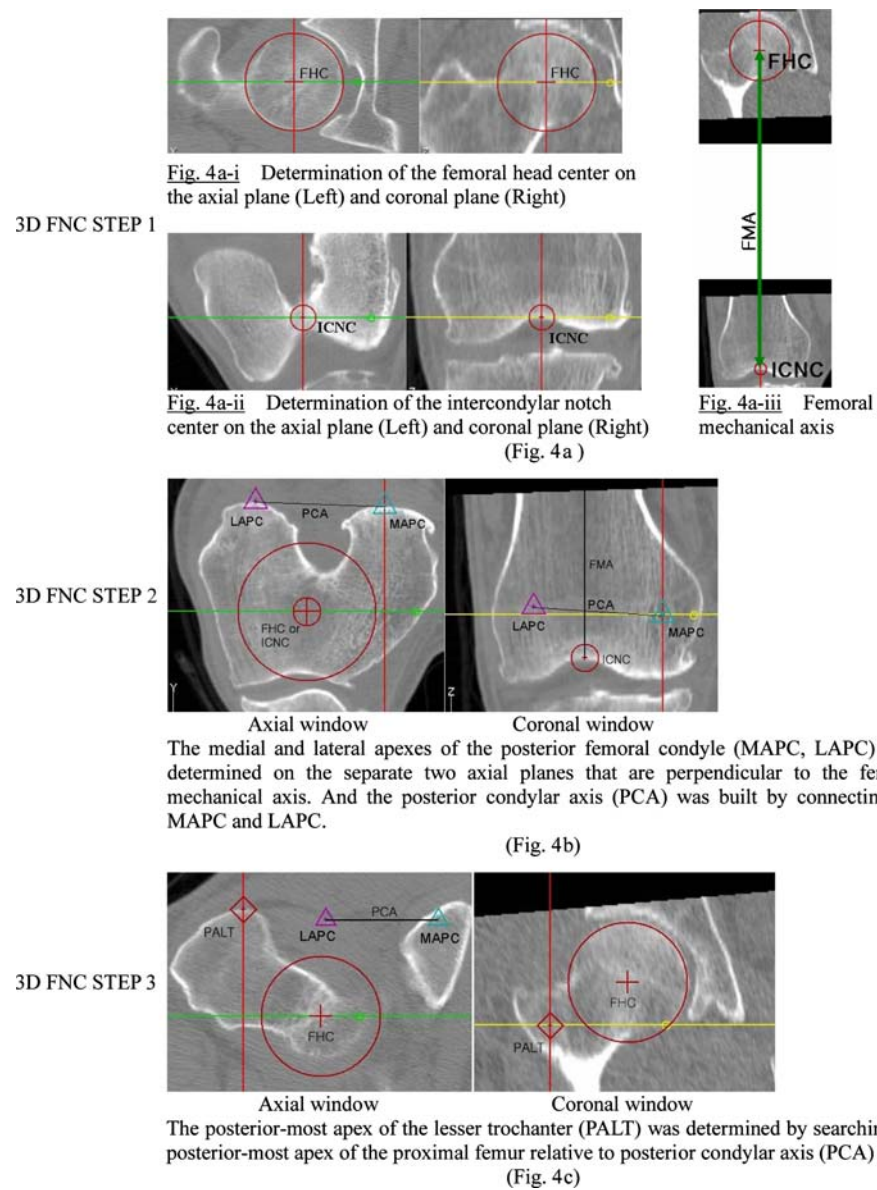 FHC
FHC
FHC
Fig. 4a-i Determination of the femoral head center on
the axial plane (Left) and coronal plane (Right)
3D FNC STEP 1
FMA
ICNC
ICNC
ICNC
Fig. 4a-ii Determination of the intercondylar notch
center on the axial plane (Left) and coronal plane (Right)
Fig. 4a-iii Femoral
mechanical axis
(Fig. 4a )
LAPC
PCA
MAPC
FHC or
ICNC
Y
FMA
PCA
LAPC
MAPC
ICNC
Z
3D FNC STEP 2
Axial window
Coronal window
The medial and lateral apexes of the posterior femoral condyle (MAPC, LAPC)
determined on the separate two axial planes that are perpendicular to the fe
mechanical axis. And the posterior condylar axis (PCA) was built by connectin
MAPC and LAPC.
(Fig. 4b)
PALT
LAPC
PCA
MAPC
FHC
FHC
PALT
3D FNC STEP 3
Axial window
Coronal window
The posterior-most apex of the lesser trochanter (PALT) was determined by searchin
posterior-most apex of the proximal femur relative to posterior condylar axis (PCA)
(Fig. 4c)